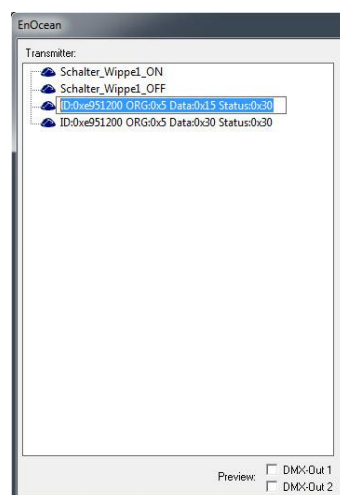 EnOcean
Transmitter:
Schalter_Wippe1_ON
Schalter_Wippe1_OFF
ID:0xe951200 ORG:0x5 Data:0x15 Status:0x30
ID:0xe951200 ORG:0x5 Data:0x30 Status:0x30
Preview:
DMX-Out 1
DMX-Out 2